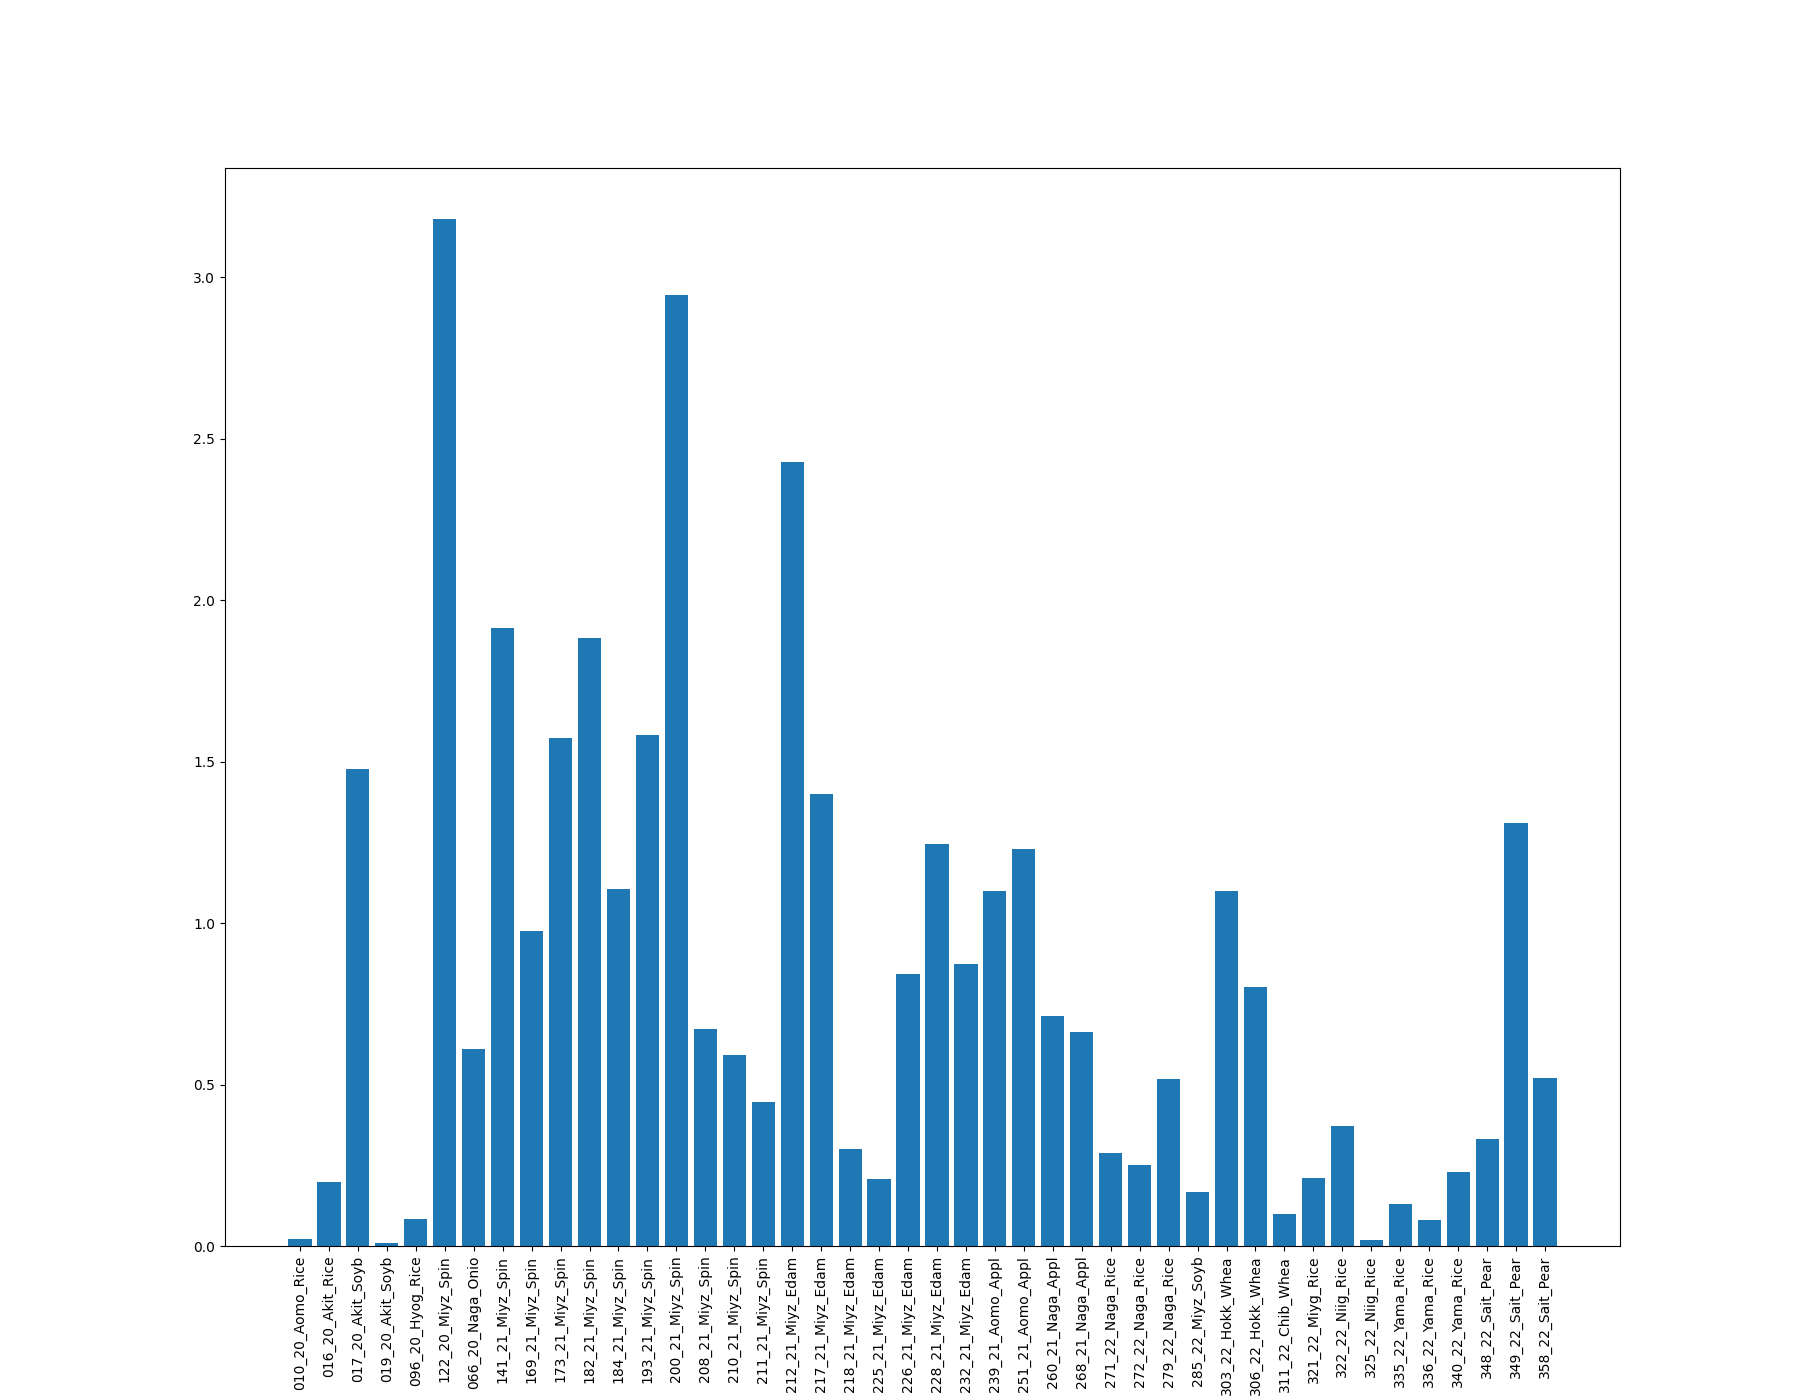 3.0
2.5
2.0
1.5
1.0
0.5
0.0
010_20_Aomo_Rice
016_20_Akit_Rice
017_20_Akit_Soyb
019_20_Akit_Soyb
096_20_Hyog_Rice
122_20_Miyz_Spin
066_20_Naga_Onio
141_21_Miyz_Spin
169_21_Miyz_Spin
173_21_Miyz_Spin
182_21_Miyz_Spin
184_21_Miyz_Spin
193_21_Miyz_Spin
200_21_Miyz_Spin
208_21_Miyz_Spin
210_21_Miyz_Spin
211_21_Miyz_Spin
212_21_Miyz_Edam
217_21_Miyz_Edam
218_21_Miyz_Edam
225_21_Miyz_Edam
226_21_Miyz_Edam
228_21_Miyz_Edam
232_21_Miyz_Edam
239_21_Aomo_Appl
251_21_Aomo_Appl
260_21_Naga_Appl
268_21_Naga_Appl
271_22_Naga_Rice
272_22_Naga_Rice
279_22_Naga_Rice
285_22_Miyz_Soyb
303_22_Hokk_Whea
306_22_Hokk_Whea
311_22_Chib_Whea
321_22_Miyg_Rice
322_22_Niig_Rice
325_22_Niig_Rice
335_22_Yama_Rice
336_22_Yama_Rice
340_22_Yama_Rice
348_22_Sait_Pear
349_22_Sait_Pear
358_22_Sait_Pear